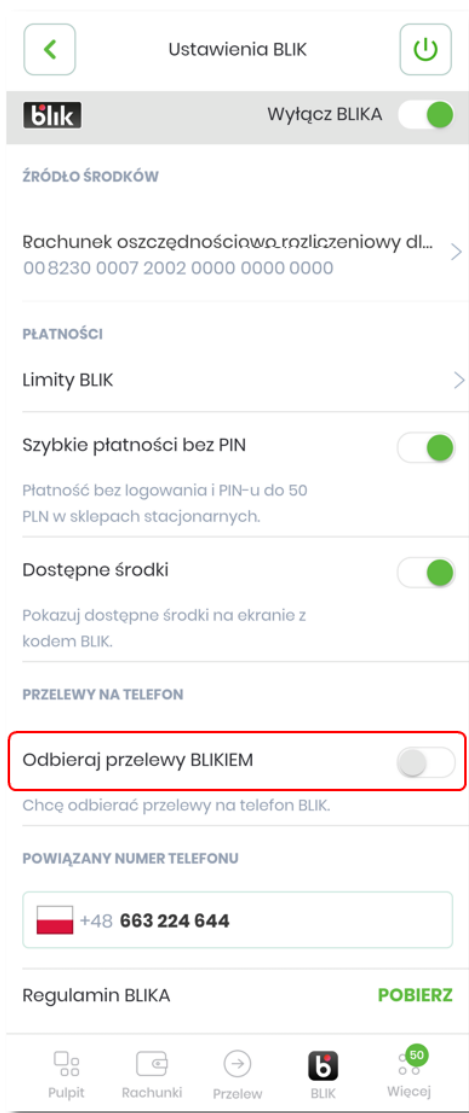 Ustawienia BLIK
blik
Wyłącz BLIKA
ŹRÓDŁO ŚRODKÓW
Rachunek oszczędnościowo rozliczeniowy dl...
00 8230 0007 2002 0000 0000 0000
PŁATNOŚCI
Limity BLIK
Szybkie płatności bez PIN
Płatność bez logowania i PIN-u do 50
PLN w sklepach stacjonarnych.
Dostępne środki
Pokazuj dostępne środki na ekranie z
kodem BLIK.
PRZELEWY NA TELEFON
Odbieraj przelewy BLIKIEM
Chcę odbierać przelewy na telefon BLIK.
POWIĄZANY NUMER TELEFONU
+48 663 224 644
Regulamin BLIKA
POBIERZ
50
Pulpit
Rachunki
Przelew
BLIK
Więcej